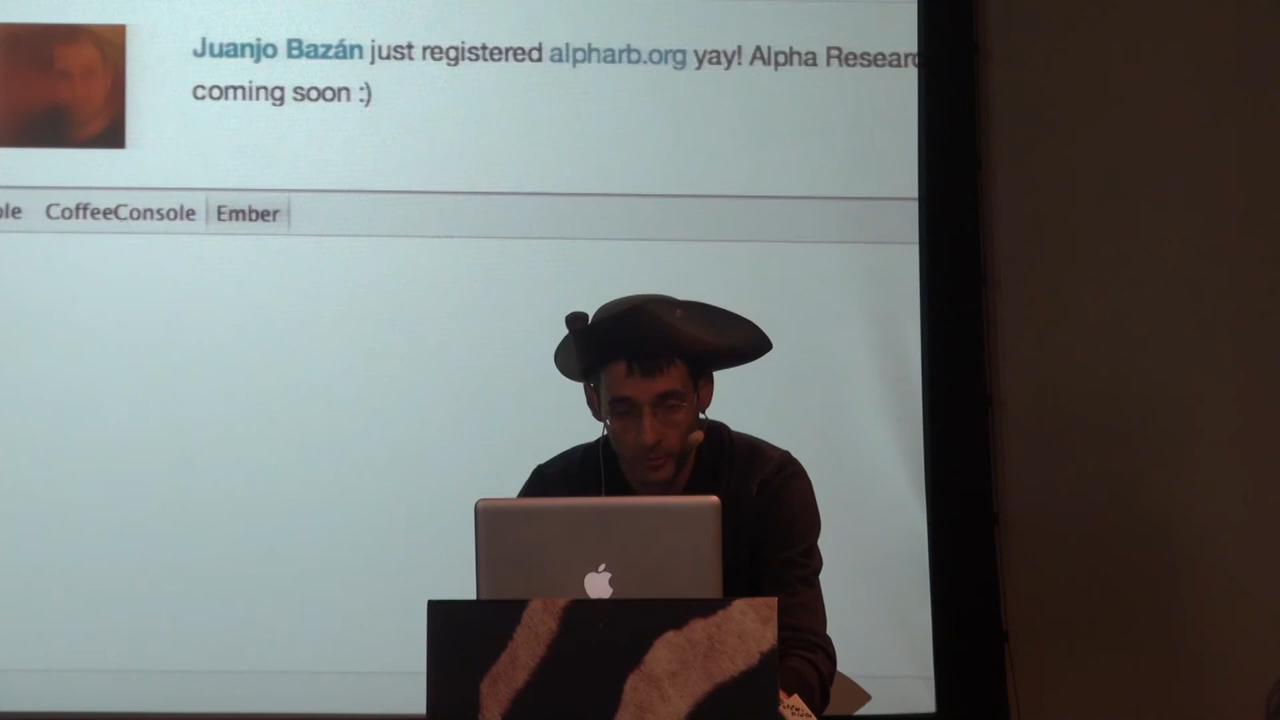 Juanjo Bazán just registered alpharb.org yay! Alpha Researc
coming soon :)
ole CoffeeConsole Ember